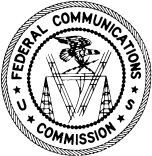 FEDERAL COMMUNICATIONS
U S
COMMISSION